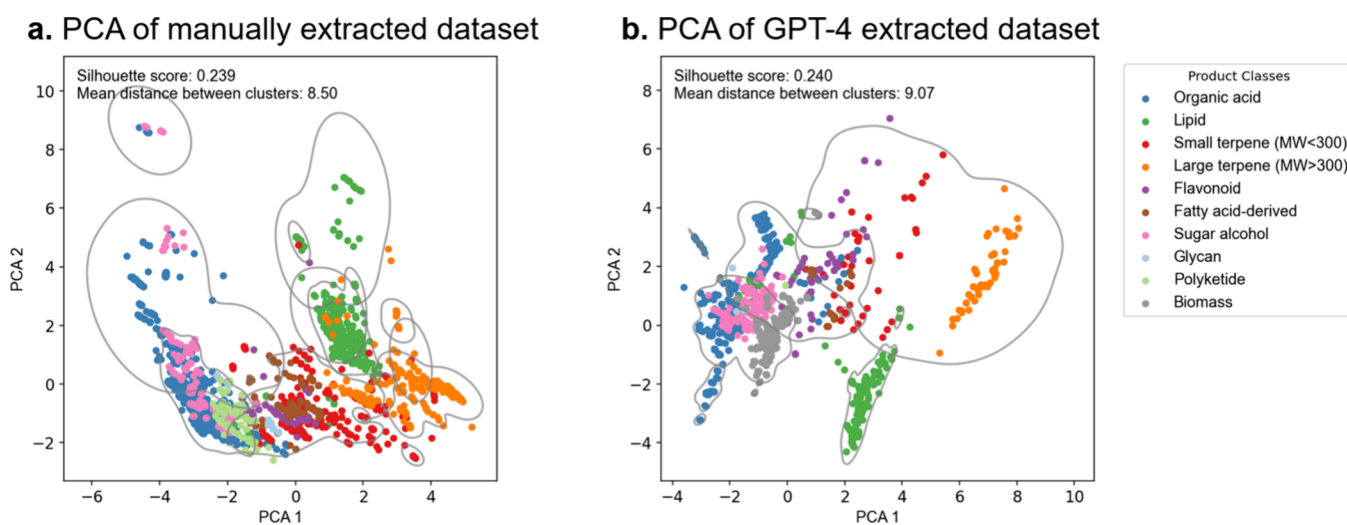 a. PCA of manually extracted dataset
Silhouette score: 0.239
Mean distance between clusters: 8.50
10
8
6
4
2
0
−2
PCA 2
−6
−4
−2
0
2
4
PCA 1
b. PCA of GPT-4 extracted dataset
Silhouette score: 0.240
Mean distance between clusters: 9.07
8
6
4
2
0
−2
−4
PCA 2
−4
−2
0
2
4
6
8
10
PCA 1
Product Classes
Organic acid
Lipid
Small terpene (MW<300)
Large terpene (MW>300)
Flavonoid
Fatty acid-derived
Sugar alcohol
Glycan
Polyketide
Biomass